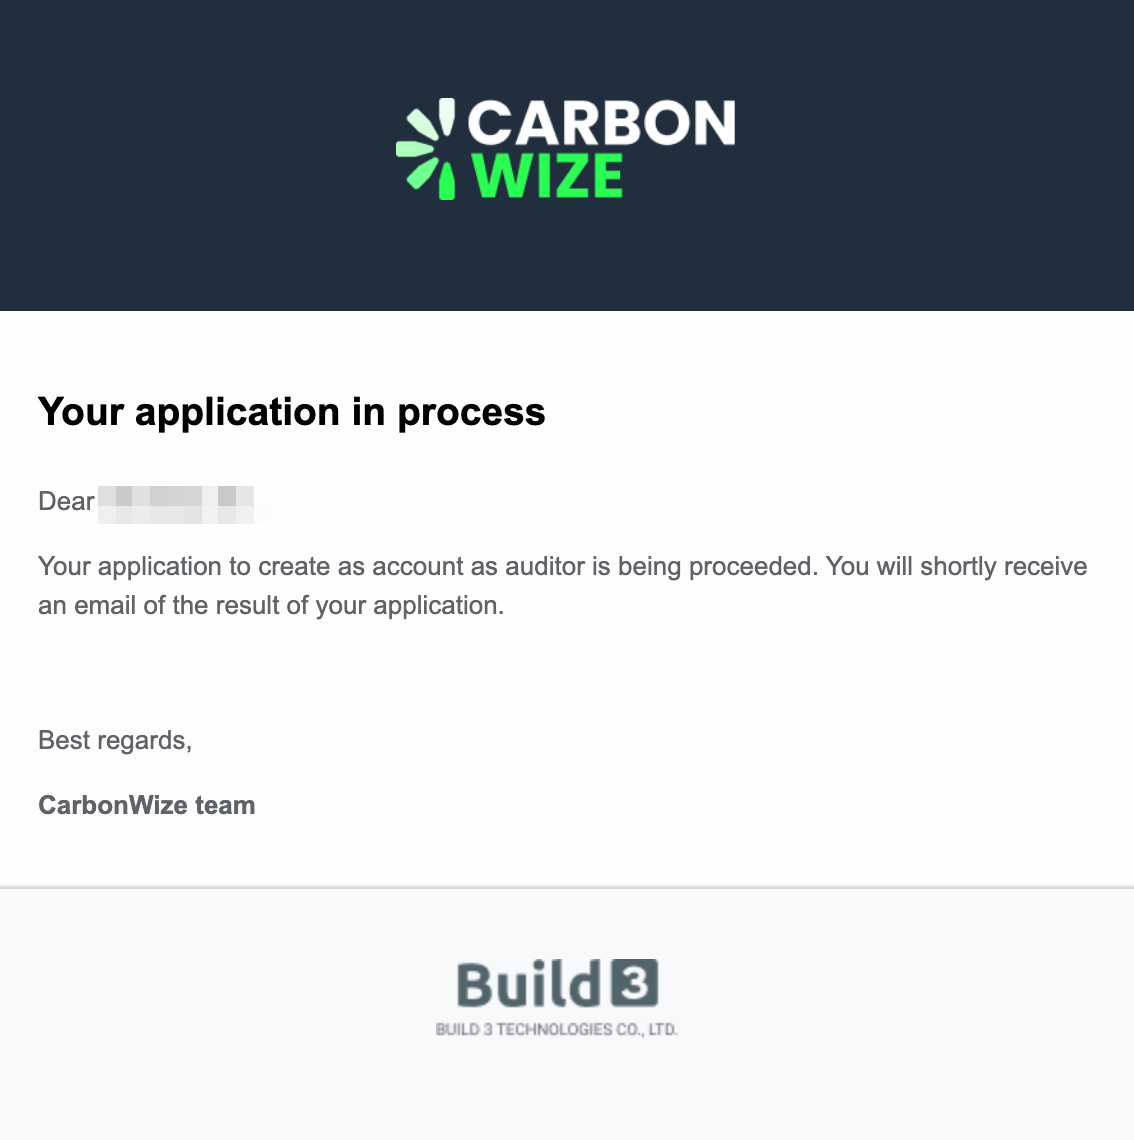 CARBON
WIZE
Your application in process
Dear
Your application to create as account as auditor is being proceeded. You will shortly receive
an email of the result of your application.
Best regards,
CarbonWize team
Build 3
BUILD 3 TECHNOLOGIES CO., LTD.